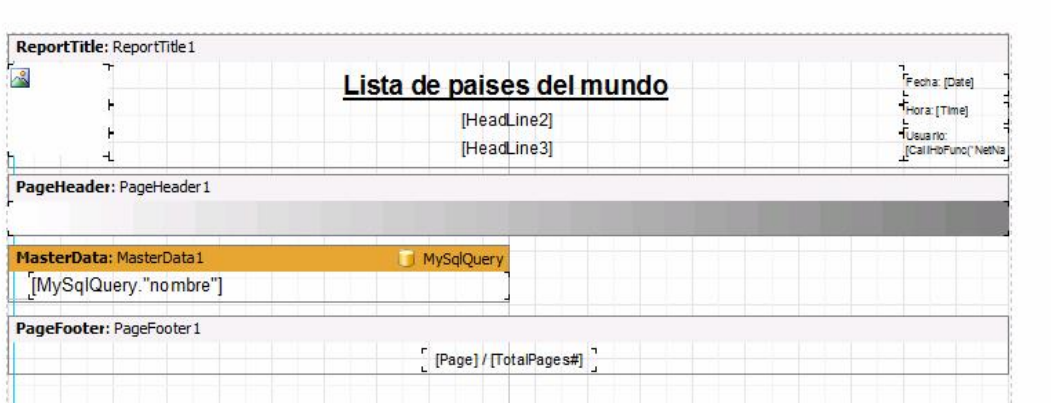 ReportTitle: ReportTitle1
Lista de paises del mundo
Fecha: [Date]
[HeadLine2]
Hora: [Time]
[HeadLine3]
Usuario:
[CallHbFunc("NetNa
PageHeader: PageHeader1
MasterData: MasterData1 MySqlQuery
[MySqlQuery."nombre"]
PageFooter: PageFooter1
[Page] / [TotalPages#]